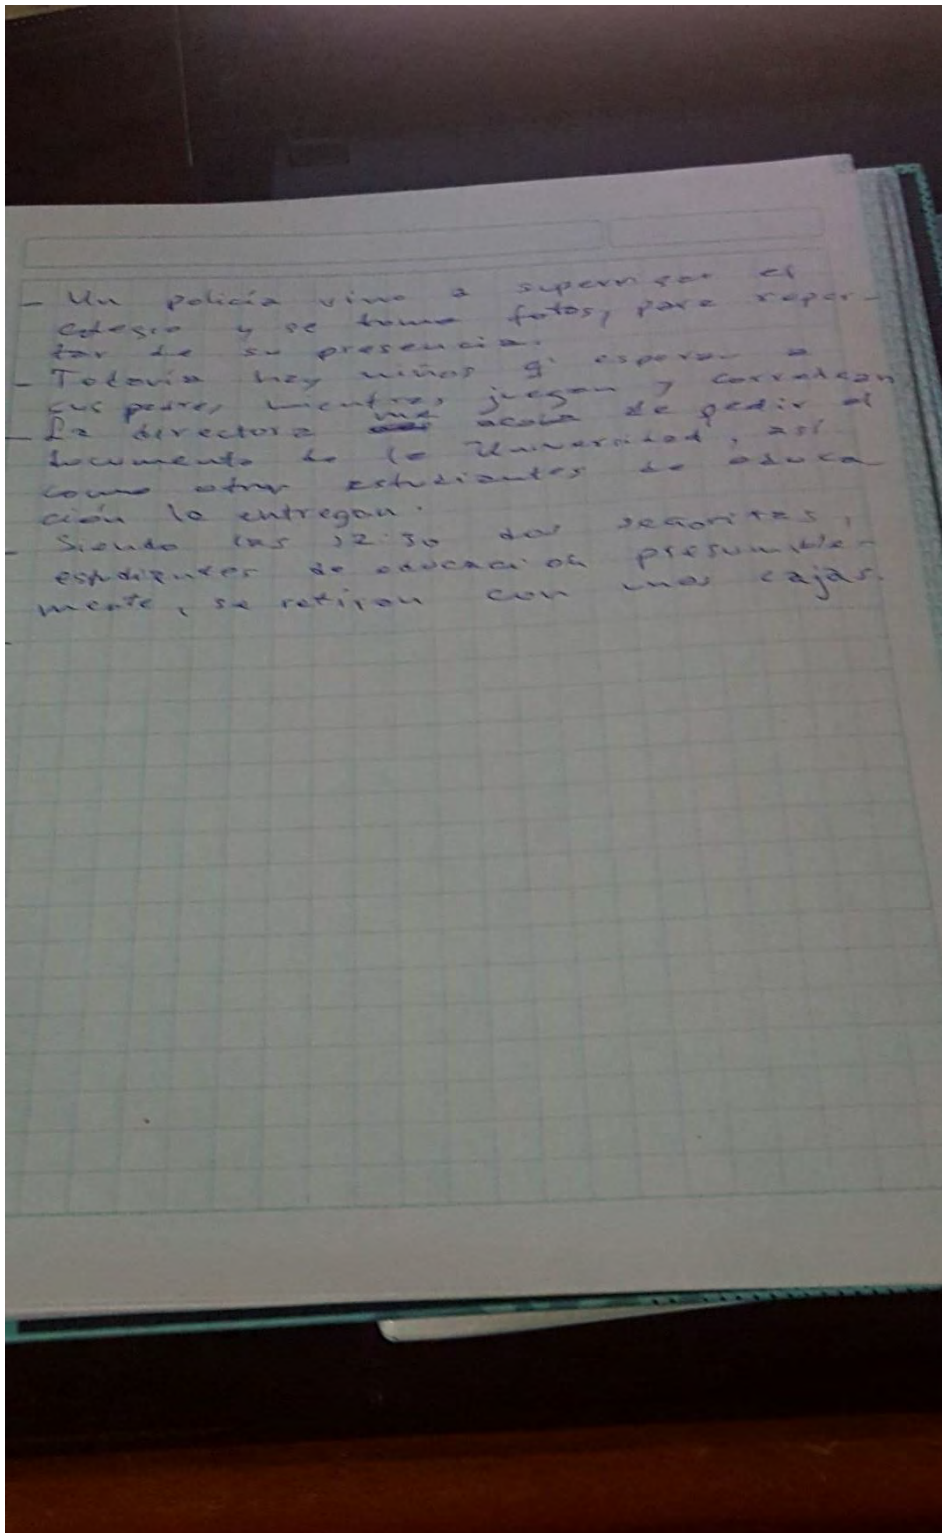 - Un policía vino a supervisar el
colegio y se tomo fotos, para repor-
tar de su presencia.
- Todavía hay niños q' esperan a
sus padres, mientras juegan y corretean
- La directora me acaba de pedir el
documento de la Universidad, así
como otras estudiantes de educa
ción le entregan.
- Siendo las 12:30 dos señoritas,
estudiantes de educación presumible-
mente, se retiran con unas cajas.
-